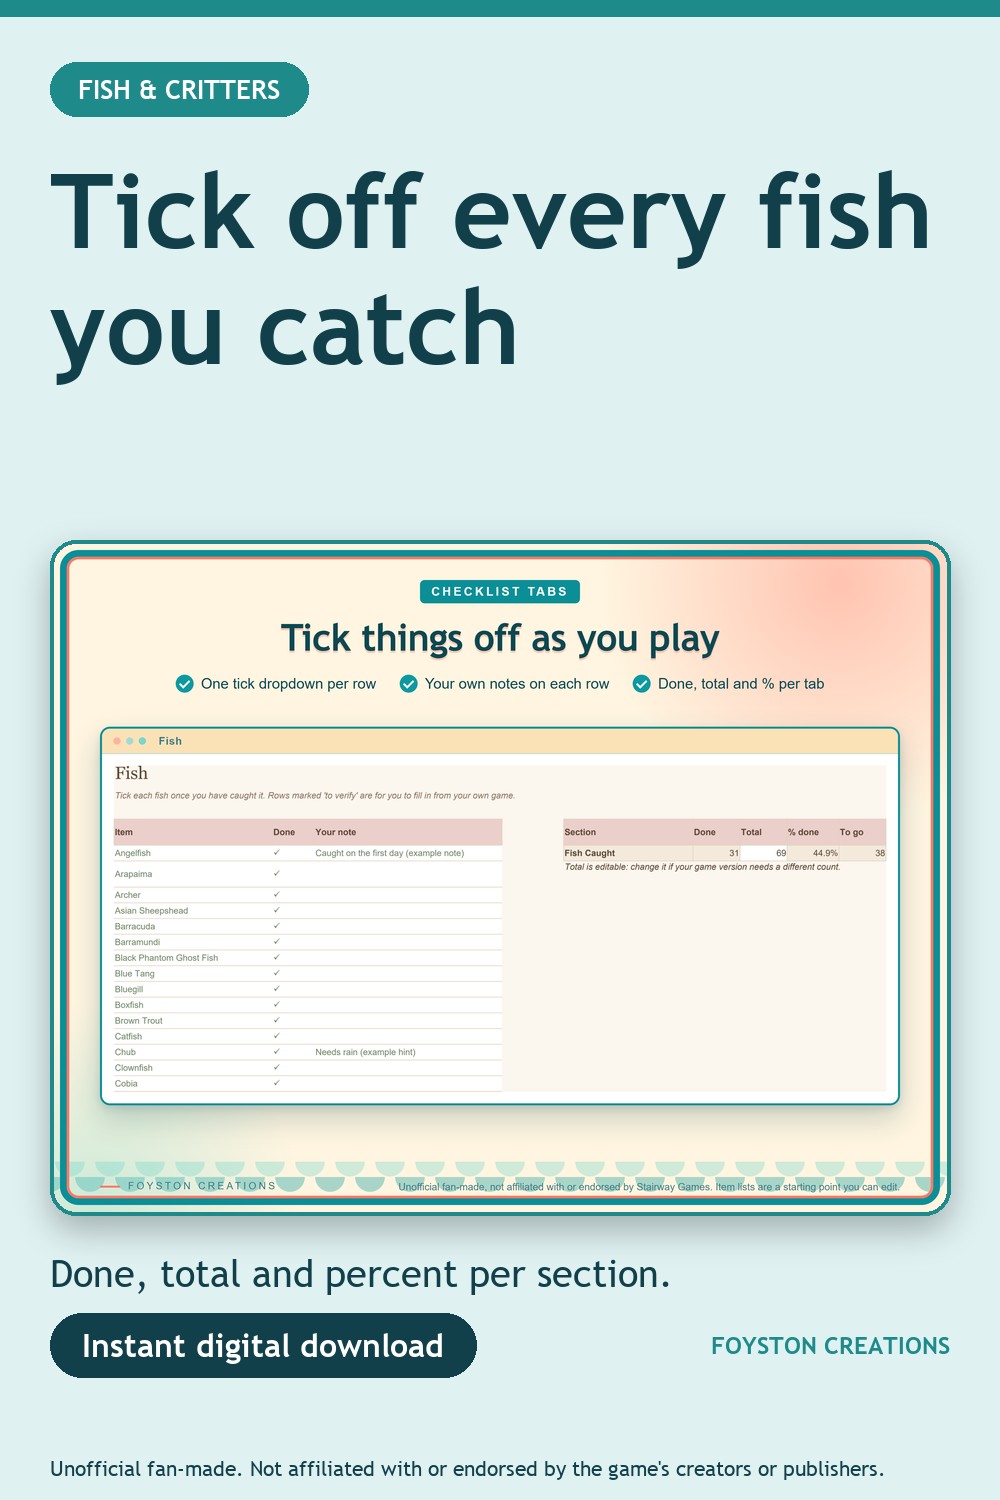 FISH & CRITTERS
Tick off every fish
you catch
CHECKLIST TABS
Tick things off as you play
One tick dropdown per row Your own notes on each row Done, total and % per tab
Fish
Fish
Tick each fish once you have caught it. Rows marked 'to verify' are for you to fill in from your own game.
Item Done Your note Section Done Total % done To go
Angelfish ✓ Caught on the first day (example note) Fish Caught 31 69 44.9% 38
Total is editable: change it if your game version needs a different count.
Arapaima ✓
Archer ✓
Asian Sheepshead ✓
Barracuda ✓
Barramundi ✓
Black Phantom Ghost Fish ✓
Blue Tang ✓
Bluegill ✓
Boxfish ✓
Brown Trout ✓
Catfish ✓
Chub ✓ Needs rain (example hint)
Clownfish ✓
Cobia ✓
FOYSTON CREATIONS Unofficial fan-made, not affiliated with or endorsed by Stairway Games. Item lists are a starting point you can edit.
Done, total and percent per section.
Instant digital download FOYSTON CREATIONS
Unofficial fan-made. Not affiliated with or endorsed by the game's creators or publishers.